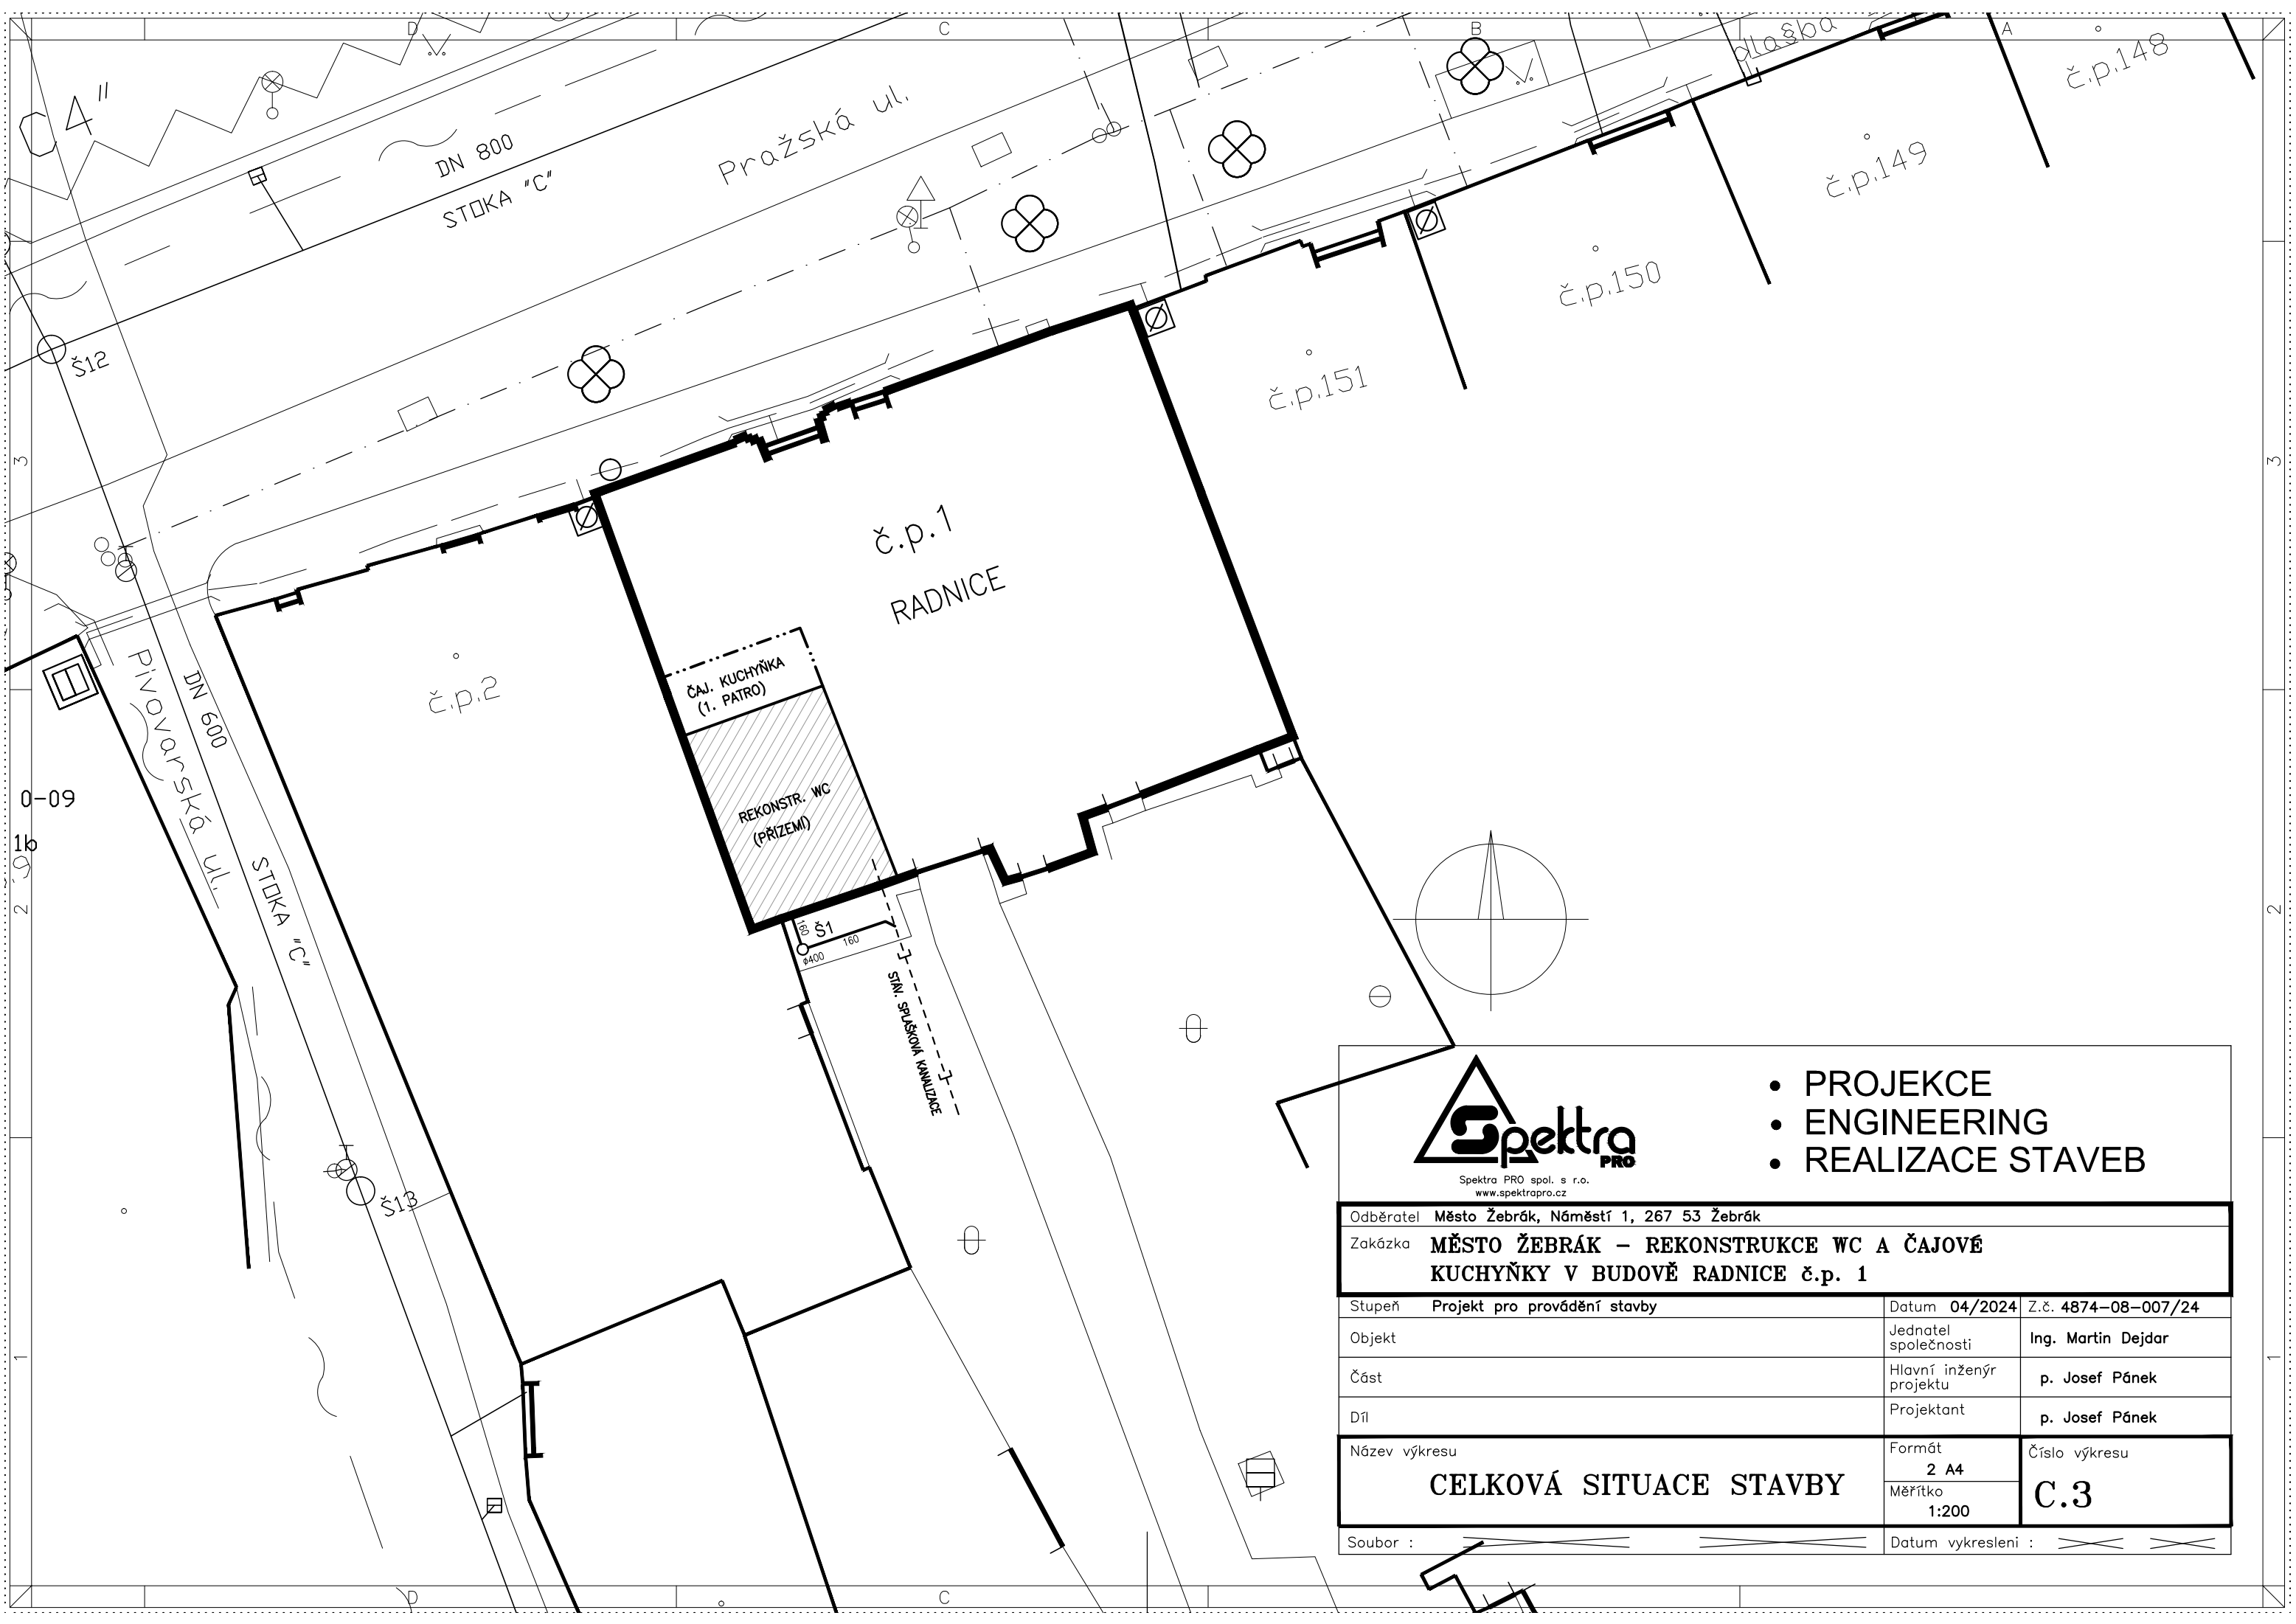 D
C
B
A
C 4"
DN 800
STOKA "C"
Pražská ul.
hlaška
č.p.148
č.p.149
č.p.150
č.p.151
Š12
3
3
č.p.1
RADNICE
č.p.2
ČAJ. KUCHYŇKA
(1. PATRO)
REKONSTR. WC
(PŘÍZEMÍ)
Pivovarská ul.
DN 600
STOKA "C"
0-09
1b
2
2
160
Š1
160
ø400
STÁV. SPLAŠKOVÁ KANALIZACE
Š13
1
1
Spektra
PRO
Spektra PRO spol. s r.o.
www.spektrapro.cz
• PROJEKCE
• ENGINEERING
• REALIZACE STAVEB
Odběratel Město Žebrák, Náměstí 1, 267 53 Žebrák
Zakázka MĚSTO ŽEBRÁK – REKONSTRUKCE WC A ČAJOVÉ
KUCHYŇKY V BUDOVĚ RADNICE č.p. 1
Stupeň Projekt pro provádění stavby Datum 04/2024 Z.č. 4874-08-007/24
Objekt
Jednatel
společnosti
Ing. Martin Dejdar
Část
Hlavní inženýr
projektu
p. Josef Pánek
Díl
Projektant
p. Josef Pánek
Název výkresu
CELKOVÁ SITUACE STAVBY
Formát
2 A4
Měřítko
1:200
Číslo výkresu
C.3
Soubor :
Datum vykreslení :
D
C